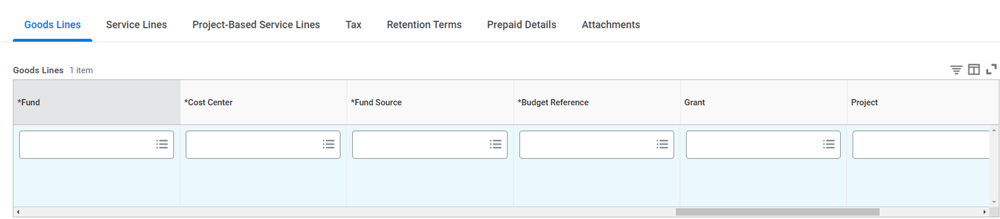 Goods Lines Service Lines Project-Based Service Lines Tax Retention Terms Prepaid Details Attachments
Goods Lines 1 item
*Fund *Cost Center *Fund Source *Budget Reference Grant Project